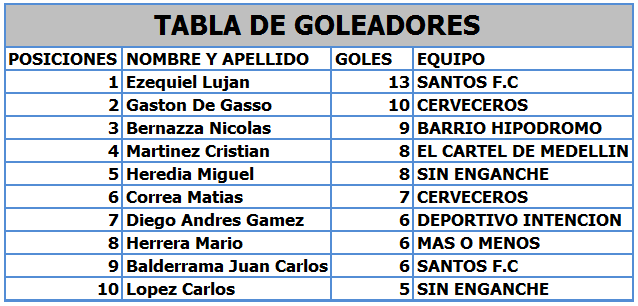 TABLA DE GOLEADORES
POSICIONES NOMBRE Y APELLIDO GOLES EQUIPO
1 Ezequiel Lujan 13 SANTOS F.C
2 Gaston De Gasso 10 CERVECEROS
3 Bernazza Nicolas 9 BARRIO HIPODROMO
4 Martinez Cristian 8 EL CARTEL DE MEDELLIN
5 Heredia Miguel 8 SIN ENGANCHE
6 Correa Matias 7 CERVECEROS
7 Diego Andres Gamez 6 DEPORTIVO INTENCION
8 Herrera Mario 6 MAS O MENOS
9 Balderrama Juan Carlos 6 SANTOS F.C
10 Lopez Carlos 5 SIN ENGANCHE